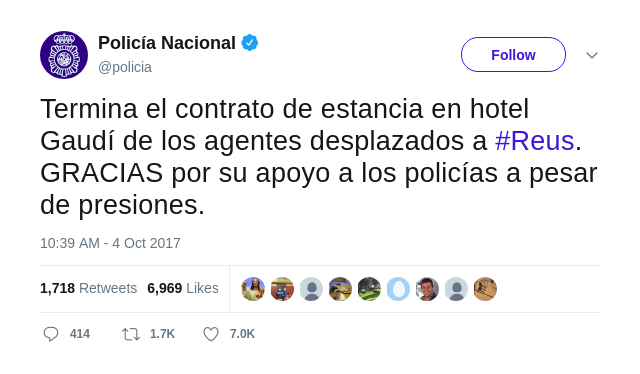 Policía Nacional
@policia
Follow
Termina el contrato de estancia en hotel
Gaudí de los agentes desplazados a #Reus.
GRACIAS por su apoyo a los policías a pesar
de presiones.
10:39 AM - 4 Oct 2017
1,718 Retweets 6,969 Likes
414 1.7K 7.0K